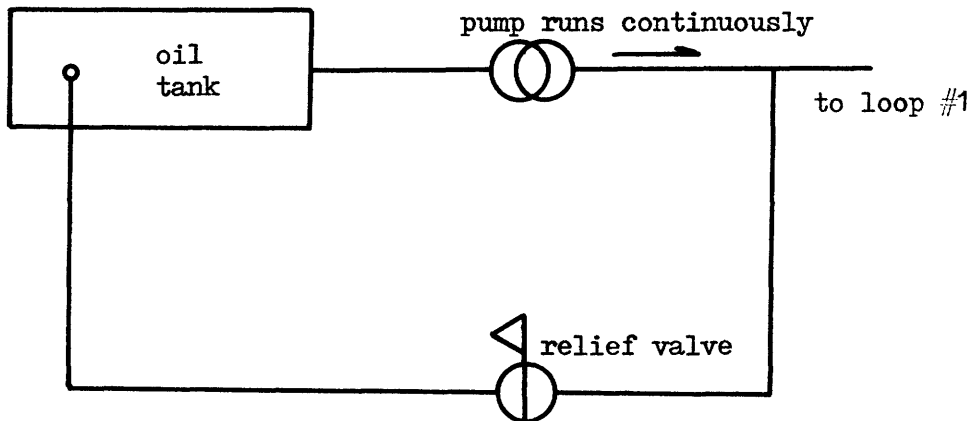 pump runs continuously
oil
tank
to loop #1
relief valve